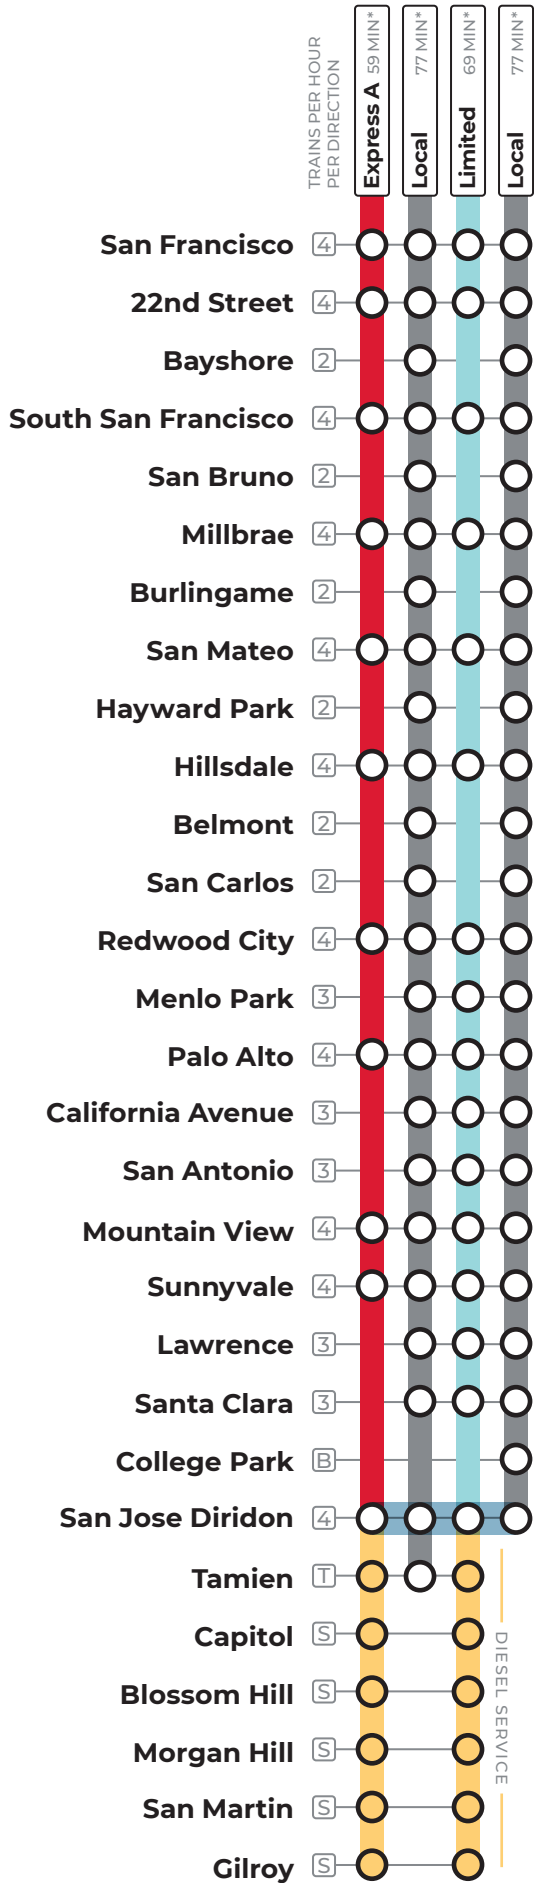 TRAINS PER HOUR
PER DIRECTION
Express A 59 MIN*
Local 77 MIN*
Limited 69 MIN*
Local 77 MIN*
San Francisco 4
22nd Street 4
Bayshore 2
South San Francisco 4
San Bruno 2
Millbrae 4
Burlingame 2
San Mateo 4
Hayward Park 2
Hillsdale 4
Belmont 2
San Carlos 2
Redwood City 4
Menlo Park 3
Palo Alto 4
California Avenue 3
San Antonio 3
Mountain View 4
Sunnyvale 4
Lawrence 3
Santa Clara 3
College Park B
San Jose Diridon 4
Tamien T
Capitol S
Blossom Hill S
Morgan Hill S
San Martin S
Gilroy S
DIESEL SERVICE